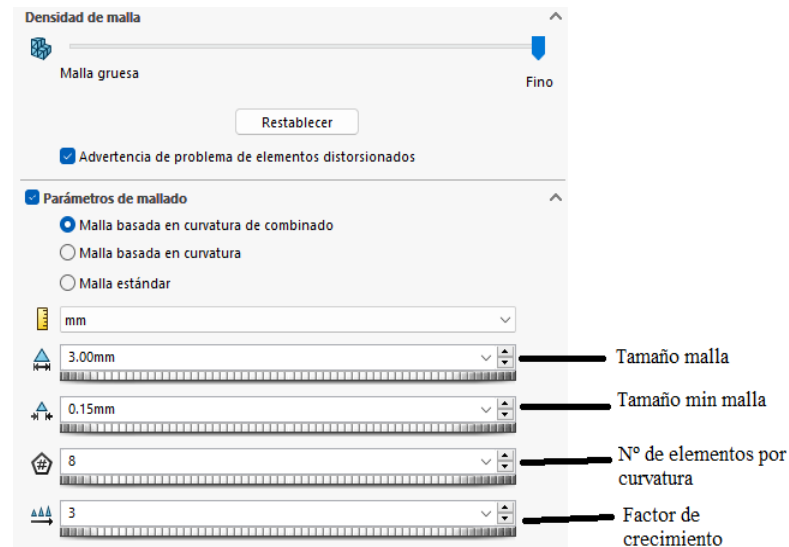 Densidad de malla
Malla gruesa
Fino
Restablecer
Advertencia de problema de elementos distorsionados
Parámetros de mallado
Malla basada en curvatura de combinado
Malla basada en curvatura
Malla estándar
mm
3.00mm
Tamaño malla
0.15mm
Tamaño min malla
#
8
Nº de elementos por
curvatura
3
Factor de
crecimiento